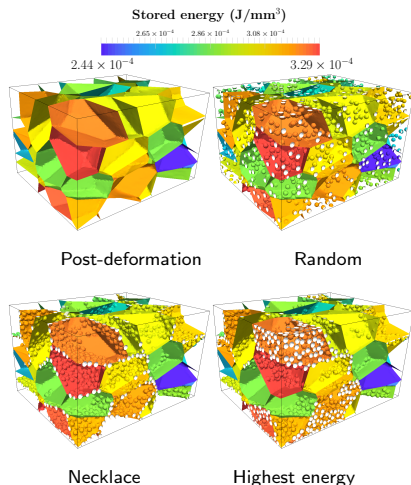 Stored energy (J/mm³)
2.65 ×10⁻⁴ 2.86 ×10⁻⁴ 3.08 ×10⁻⁴
2.44 × 10⁻⁴ 3.29 × 10⁻⁴
Post-deformation Random
Necklace Highest energy